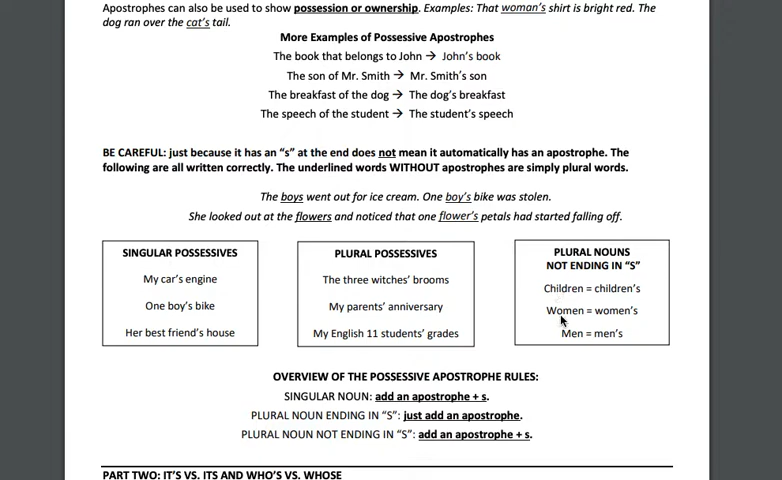 Apostrophes can also be used to show possession or ownership. Examples: That woman's shirt is bright red. The
dog ran over the cat's tail.
More Examples of Possessive Apostrophes
The book that belongs to John → John's book
The son of Mr. Smith → Mr. Smith's son
The breakfast of the dog → The dog's breakfast
The speech of the student → The student's speech
BE CAREFUL: just because it has an "s" at the end does not mean it automatically has an apostrophe. The
following are all written correctly. The underlined words WITHOUT apostrophes are simply plural words.
The boys went out for ice cream. One boy's bike was stolen.
She looked out at the flowers and noticed that one flower's petals had started falling off.
SINGULAR POSSESSIVES
My car's engine
One boy's bike
Her best friend's house
PLURAL POSSESSIVES
The three witches' brooms
My parents' anniversary
My English 11 students' grades
PLURAL NOUNS
NOT ENDING IN "S"
Children = children's
Women = women's
Men = men's
OVERVIEW OF THE POSSESSIVE APOSTROPHE RULES:
SINGULAR NOUN: add an apostrophe + s.
PLURAL NOUN ENDING IN "S": just add an apostrophe.
PLURAL NOUN NOT ENDING IN "S": add an apostrophe + s.
PART TWO: IT'S VS. ITS AND WHO'S VS. WHOSE